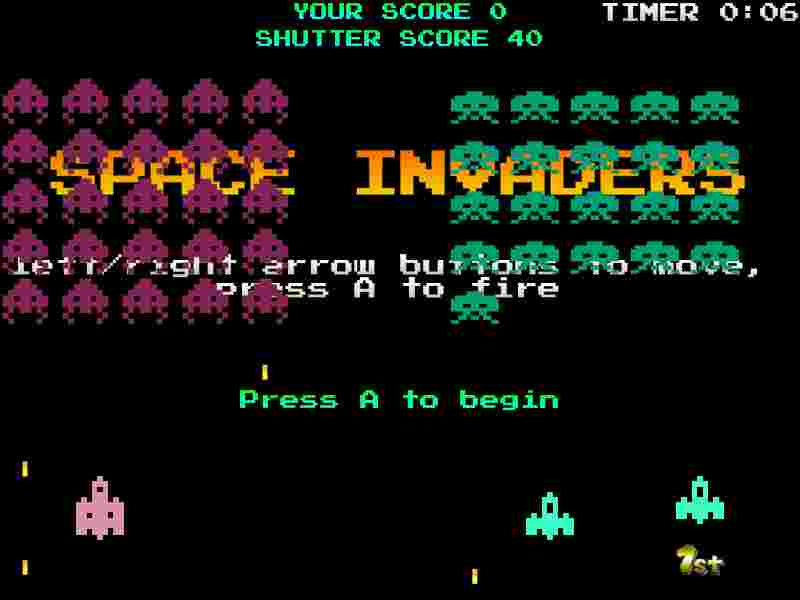 YOUR SCORE 0
TIMER 0:06
SHUTTER SCORE 40
SPACE INVADERS
left/right arrow buttons to move,
press A to fire
Press A to begin
1st